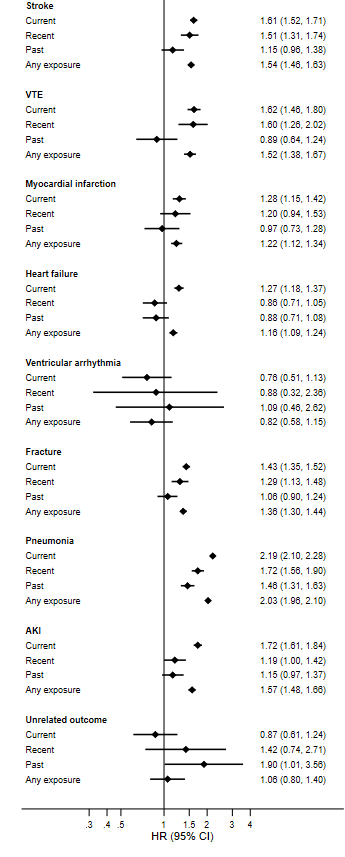 Stroke
Current 1.61 (1.52, 1.71)
Recent 1.51 (1.31, 1.74)
Past 1.15 (0.96, 1.38)
Any exposure 1.54 (1.46, 1.63)
VTE
Current 1.62 (1.46, 1.80)
Recent 1.60 (1.26, 2.02)
Past 0.89 (0.64, 1.24)
Any exposure 1.52 (1.38, 1.67)
Myocardial infarction
Current 1.28 (1.15, 1.42)
Recent 1.20 (0.94, 1.53)
Past 0.97 (0.73, 1.28)
Any exposure 1.22 (1.12, 1.34)
Heart failure
Current 1.27 (1.18, 1.37)
Recent 0.86 (0.71, 1.05)
Past 0.88 (0.71, 1.08)
Any exposure 1.16 (1.09, 1.24)
Ventricular arrhythmia
Current 0.76 (0.51, 1.13)
Recent 0.88 (0.32, 2.36)
Past 1.09 (0.46, 2.62)
Any exposure 0.82 (0.58, 1.15)
Fracture
Current 1.43 (1.35, 1.52)
Recent 1.29 (1.13, 1.48)
Past 1.06 (0.90, 1.24)
Any exposure 1.36 (1.30, 1.44)
Pneumonia
Current 2.19 (2.10, 2.28)
Recent 1.72 (1.56, 1.90)
Past 1.46 (1.31, 1.63)
Any exposure 2.03 (1.96, 2.10)
AKI
Current 1.72 (1.61, 1.84)
Recent 1.19 (1.00, 1.42)
Past 1.15 (0.97, 1.37)
Any exposure 1.57 (1.48, 1.66)
Unrelated outcome
Current 0.87 (0.61, 1.24)
Recent 1.42 (0.74, 2.71)
Past 1.90 (1.01, 3.56)
Any exposure 1.06 (0.80, 1.40)
.3 .4 .5 1 1.5 2 3 4
HR (95% CI)